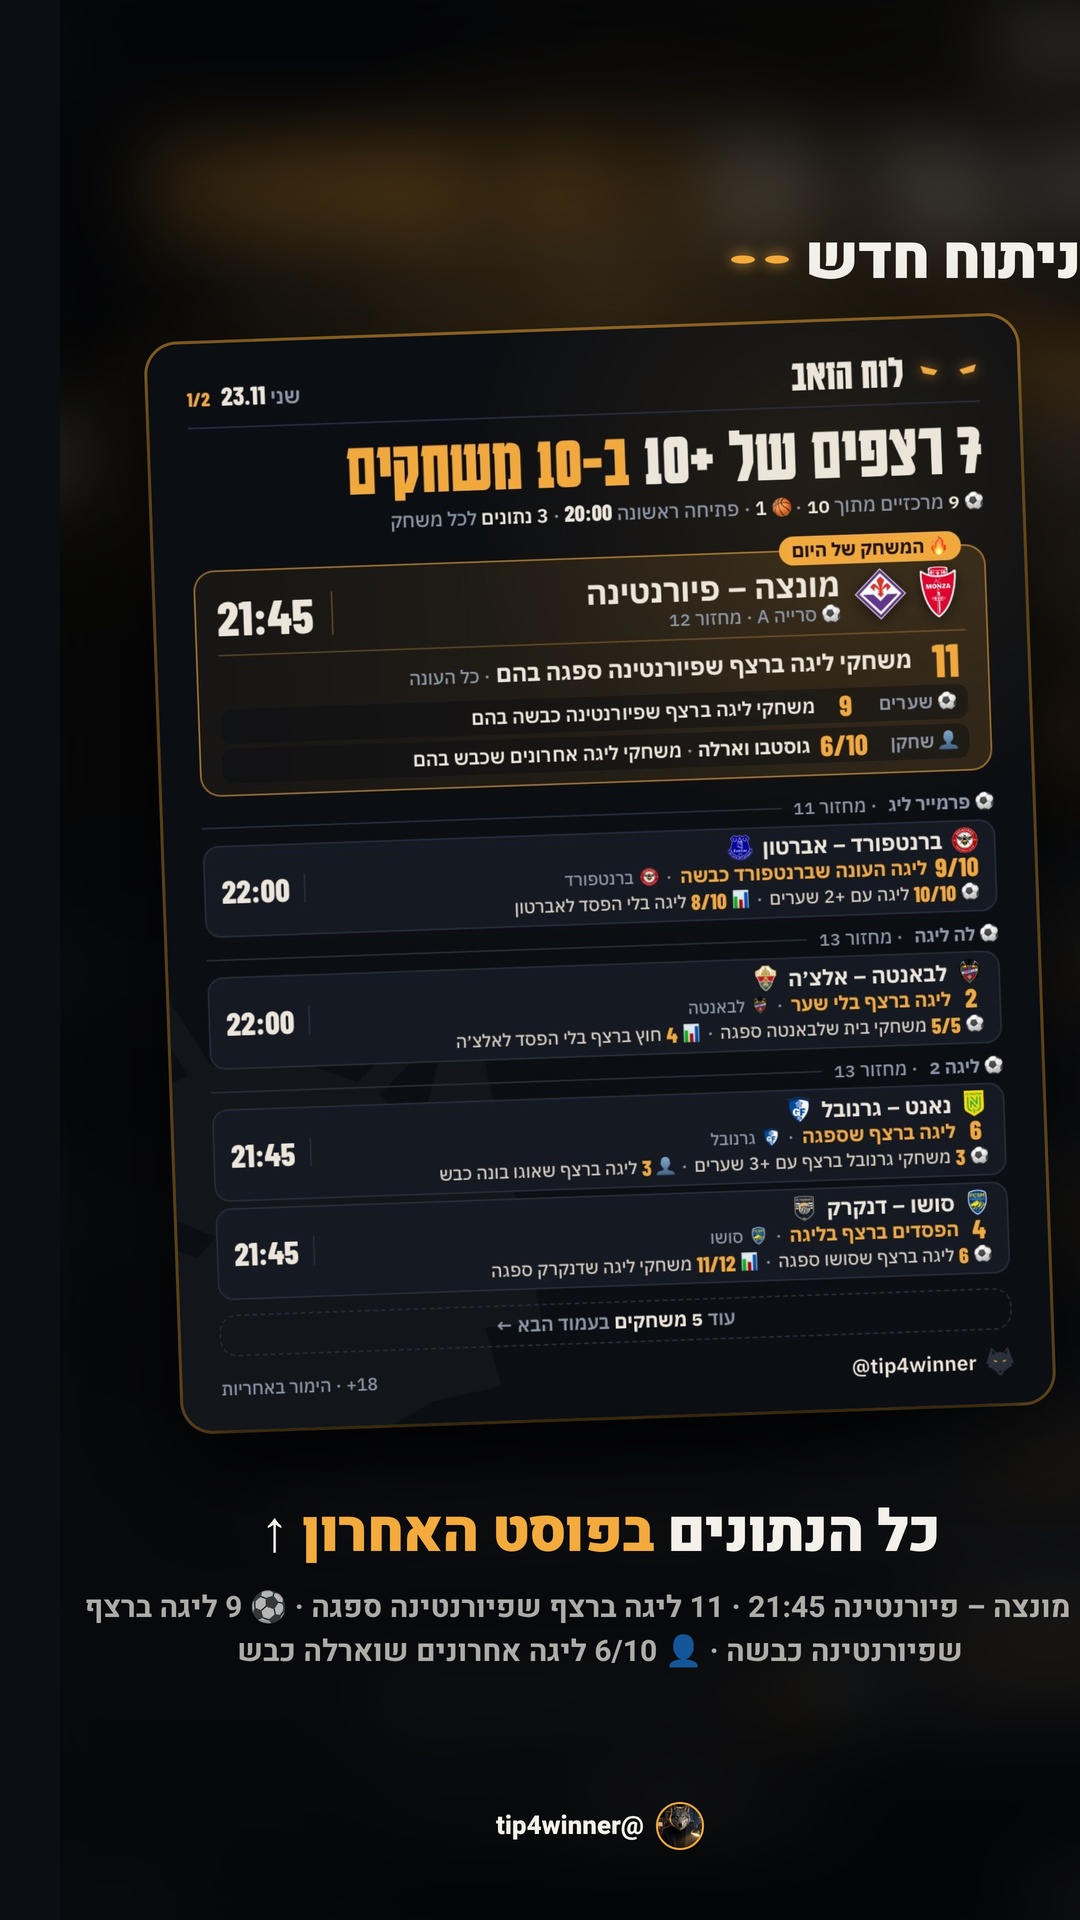 ניתוח חדש
לוח הזאב
שני 23.11 1/2
7 רצפים של 10+ ב-10 משחקים
⚽ 9 מרכזיים מתוך 10 · 🏀 1 · פתיחה ראשונה 20:00 · 3 נתונים לכל משחק
🔥 המשחק של היום
מונצה – פיורנטינה
21:45
⚽ סרייה A · מחזור 12
11 משחקי ליגה ברצף שפיורנטינה ספגה בהם · כל העונה
⚽ שערים 9 משחקי ליגה ברצף שפיורנטינה כבשה בהם
👤 שחקן 6/10 גוסטבו וארלה · משחקי ליגה אחרונים שכבש בהם
⚽ פרמייר ליג · מחזור 11
ברנטפורד – אברטון
9/10 ליגה העונה שברנטפורד כבשה · ברנטפורד
22:00
⚽ 10/10 ליגה עם +2 שערים · 📊 8/10 ליגה בלי הפסד לאברטון
⚽ לה ליגה · מחזור 13
לבאנטה – אלצ׳ה
2 ליגה ברצף בלי שער · לבאנטה
22:00
⚽ 5/5 משחקי בית שלבאנטה ספגה · 📊 4 חוץ ברצף בלי הפסד לאלצ׳ה
⚽ ליגה 2 · מחזור 13
נאנט – גרנובל
6 ליגה ברצף שספגה · גרנובל
21:45
⚽ 3 משחקי גרנובל ברצף עם +3 שערים · 👤 3 ליגה ברצף שאוגו בונה כבש
סושו – דנקרק
4 הפסדים ברצף בליגה · סושו
21:45
⚽ 6 ליגה ברצף שסושו ספגה · 📊 11/12 משחקי ליגה שדנקרק ספגה
עוד 5 משחקים בעמוד הבא ←
@tip4winner
18+ · הימור באחריות
כל הנתונים בפוסט האחרון ↑
מונצה – פיורנטינה 21:45 · 11 ליגה ברצף שפיורנטינה ספגה · ⚽ 9 ליגה ברצף
שפיורנטינה כבשה · 👤 6/10 ליגה אחרונים שוארלה כבש
tip4winner@